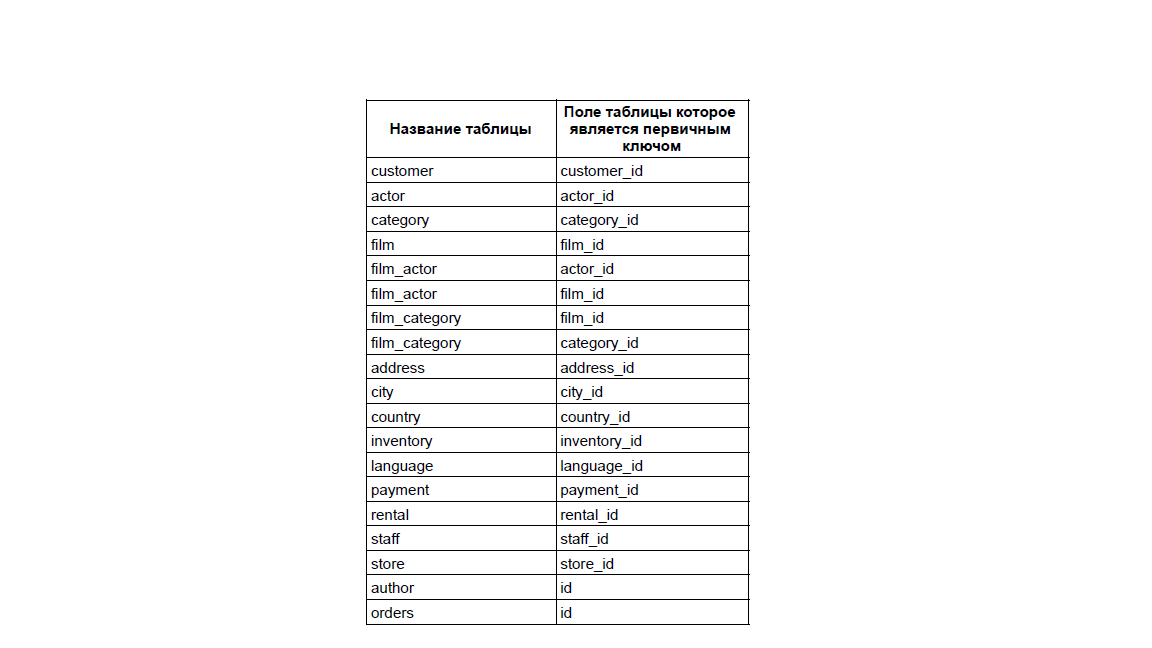 Название таблицы
Поле таблицы которое
является первичным
ключом
customer customer_id
actor actor_id
category category_id
film film_id
film_actor actor_id
film_actor film_id
film_category film_id
film_category category_id
address address_id
city city_id
country country_id
inventory inventory_id
language language_id
payment payment_id
rental rental_id
staff staff_id
store store_id
author id
orders id